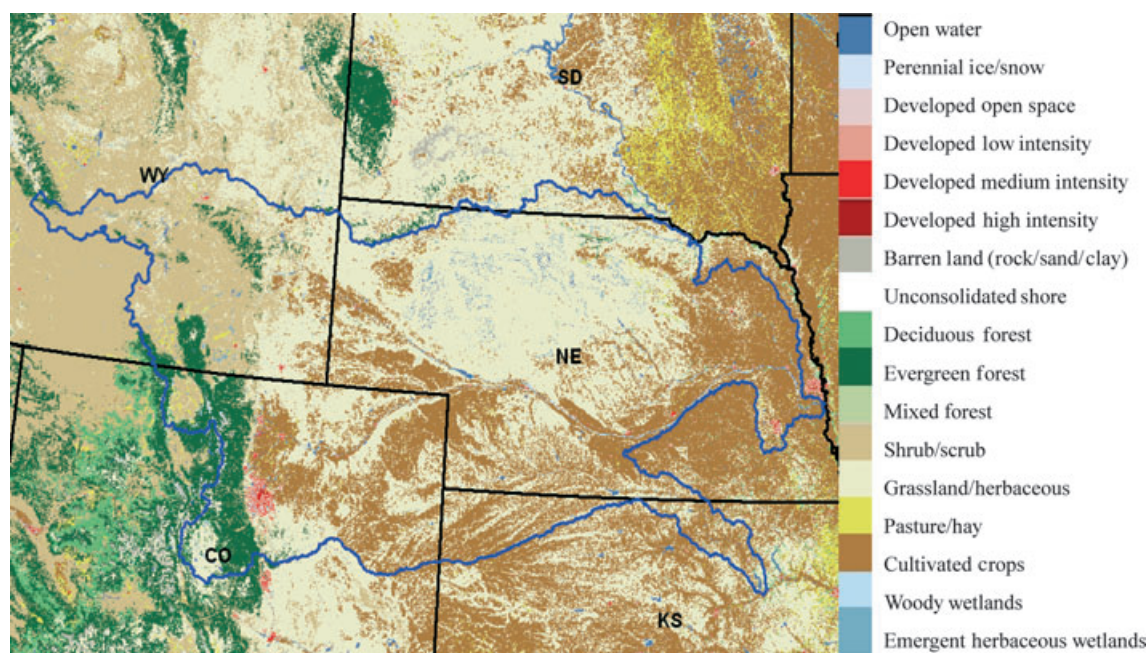 SD
WY
NE
CO
KS
Open water
Perennial ice/snow
Developed open space
Developed low intensity
Developed medium intensity
Developed high intensity
Barren land (rock/sand/clay)
Unconsolidated shore
Deciduous forest
Evergreen forest
Mixed forest
Shrub/scrub
Grassland/herbaceous
Pasture/hay
Cultivated crops
Woody wetlands
Emergent herbaceous wetlands